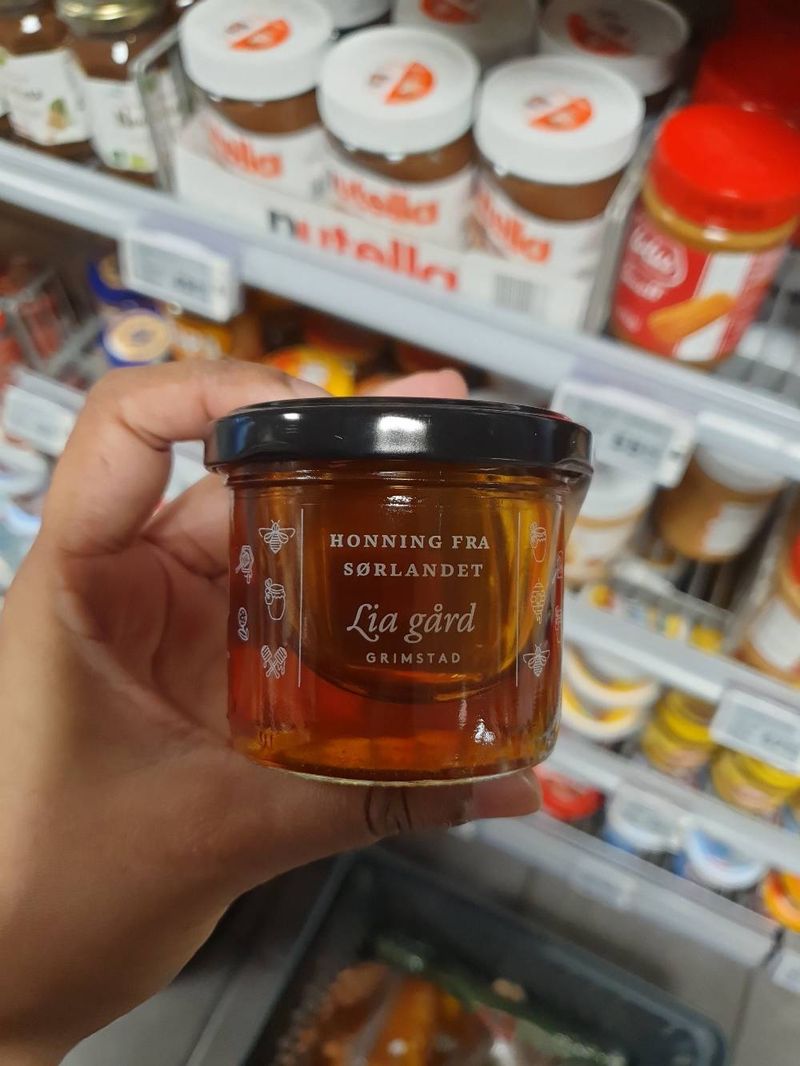 nutella
nutella
nutella
nutella
HONNING FRA
SØRLANDET
Lia gård
GRIMSTAD